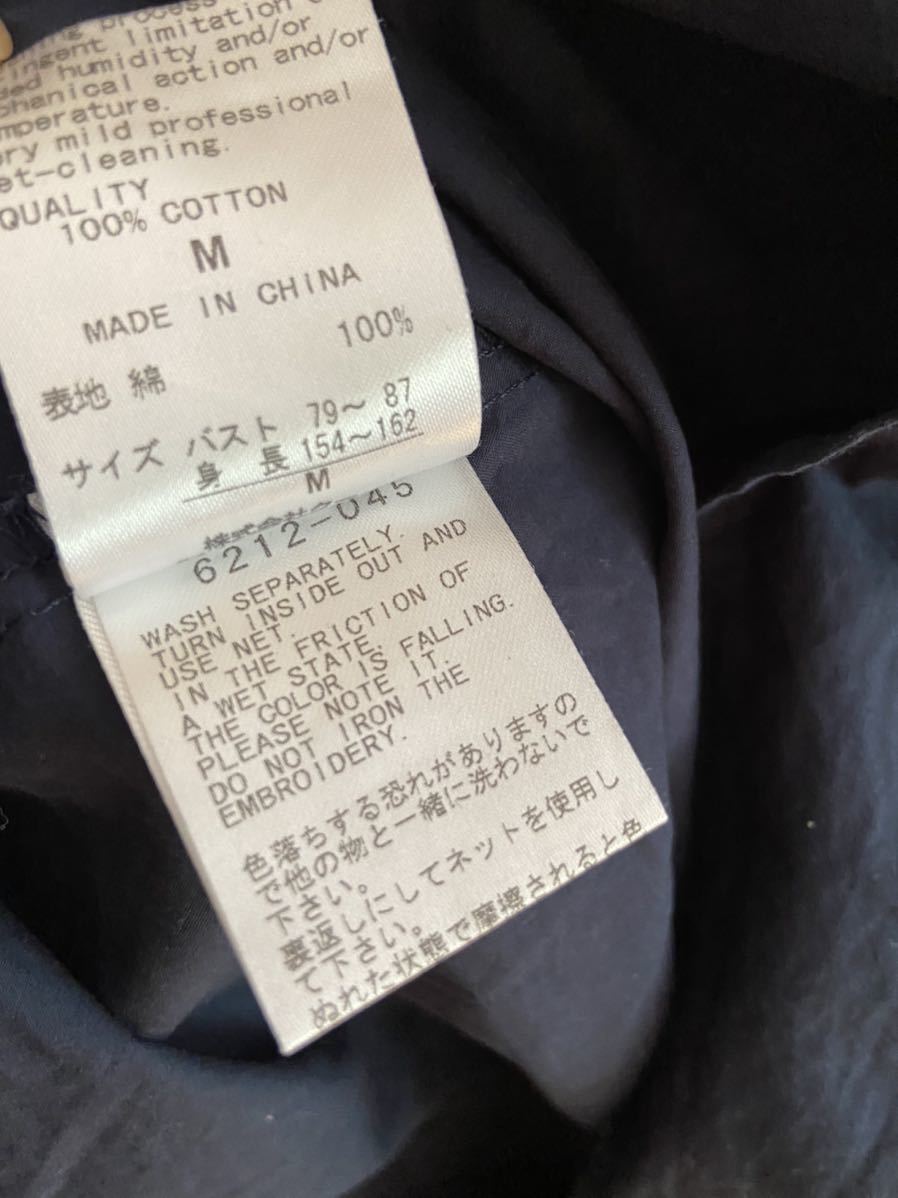 process
limitation
humidity and/or
action and/or
mild professional
QUALITY
100% COTTON
M
MADE IN CHINA
100%
表地 綿
サイズ バスト 79〜 87
身 長 154〜162
M
株式会社
6212-045
WASH SEPARATELY.
TURN INSIDE OUT AND
USE NET.
IN THE FRICTION OF
A WET STATE.
THE COLOR IS FALLING.
PLEASE NOTE IT.
DO NOT IRON THE
EMBROIDERY.
色落ちする恐れがありますの
で他の物と一緒に洗わないで
下さい。
裏返しにしてネットを使用し
て下さい。
ぬれた状態で摩擦されると色